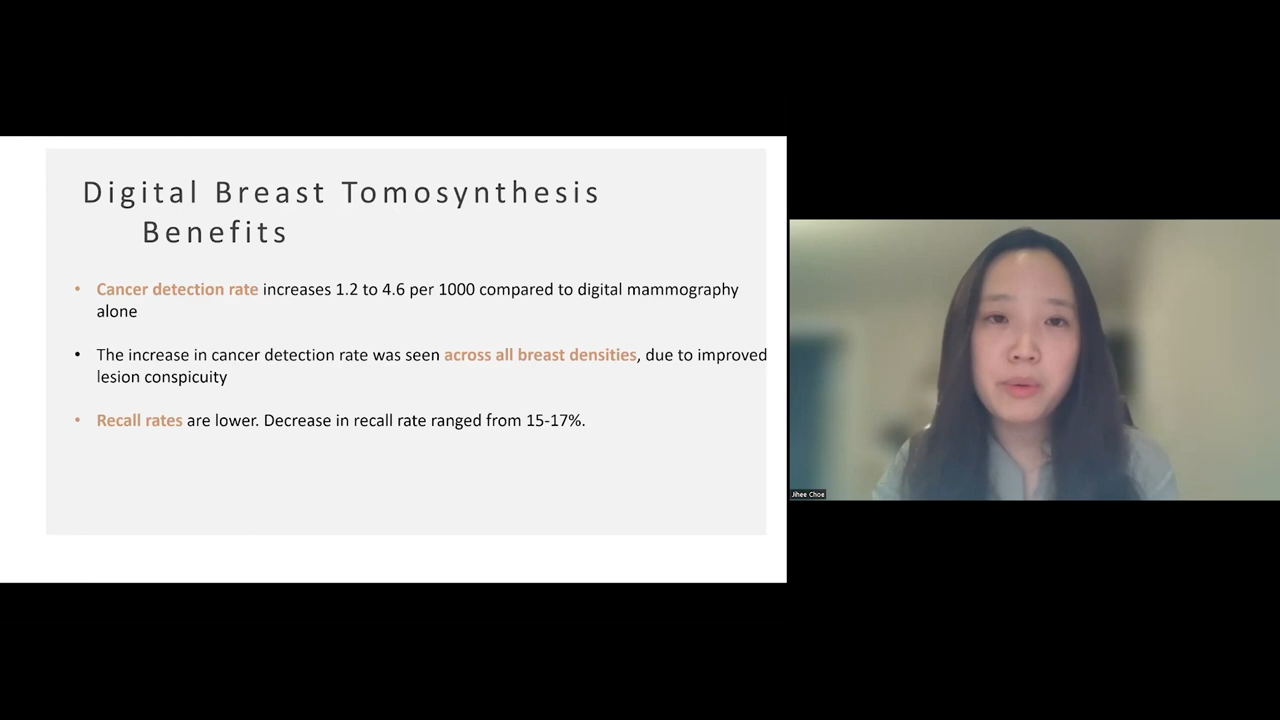 Digital Breast Tomosynthesis
Benefits
• Cancer detection rate increases 1.2 to 4.6 per 1000 compared to digital mammography
alone
• The increase in cancer detection rate was seen across all breast densities, due to improved
lesion conspicuity
• Recall rates are lower. Decrease in recall rate ranged from 15-17%.
Jihee Choe